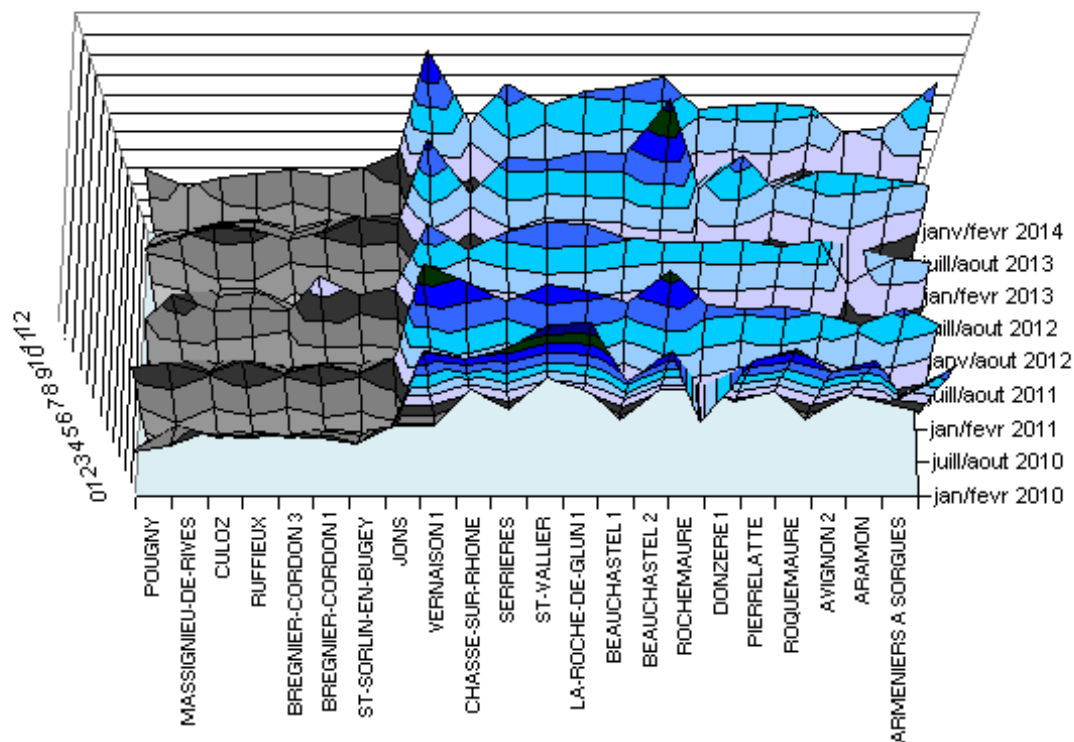 janv/fevr 2014
juill/aout 2013
jan/fevr 2013
juill/aout 2012
janv/aout 2012
juill/aout 2011
jan/fevr 2011
juill/aout 2010
jan/fevr 2010
12
11
10
9
8
7
6
5
4
3
2
1
0
POUGNY
MASSIGNIEU-DE-RIVES
CULOZ
RUFFIEUX
BREGNIER-CORDON 3
BREGNIER-CORDON 1
ST-SORLIN-EN-BUGEY
JONS
VERNAISON 1
CHASSE-SUR-RHONE
SERRIERES
ST-VALLIER
LA-ROCHE-DE-GLUN 1
BEAUCHASTEL 1
BEAUCHASTEL 2
ROCHEMAURE
DONZERE 1
PIERRELATTE
ROQUEMAURE
AVIGNON 2
ARAMON
ARMENIERS A SORGUES